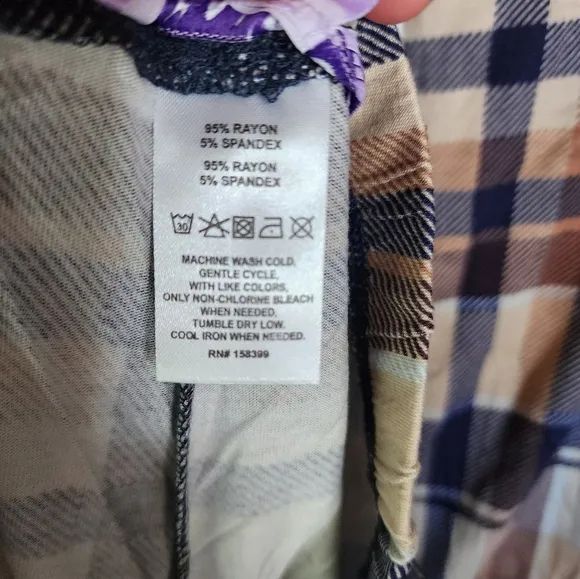 95% RAYON
5% SPANDEX
95% RAYON
5% SPANDEX
30
MACHINE WASH COLD,
GENTLE CYCLE,
WITH LIKE COLORS,
ONLY NON-CHLORINE BLEACH
WHEN NEEDED.
TUMBLE DRY LOW.
COOL IRON WHEN NEEDED.
RN# 158399